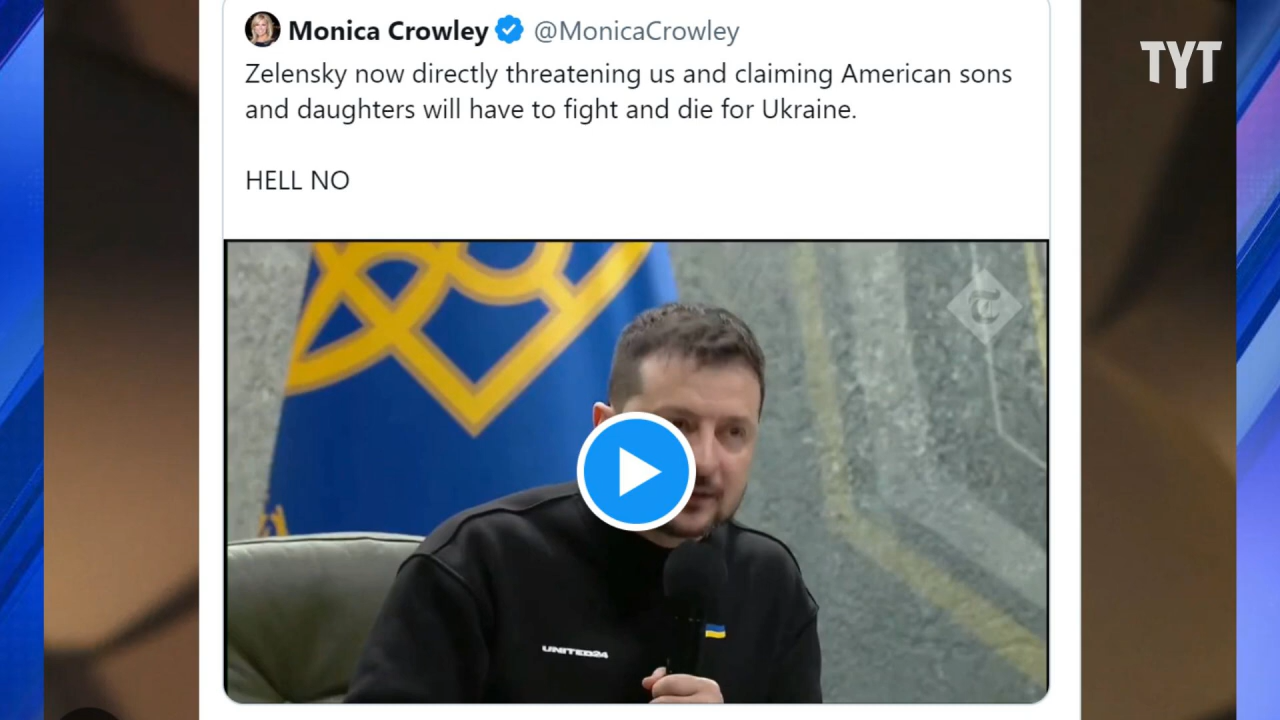 Monica Crowley @MonicaCrowley
TYT
Zelensky now directly threatening us and claiming American sons
and daughters will have to fight and die for Ukraine.
HELL NO
T
UNITED24